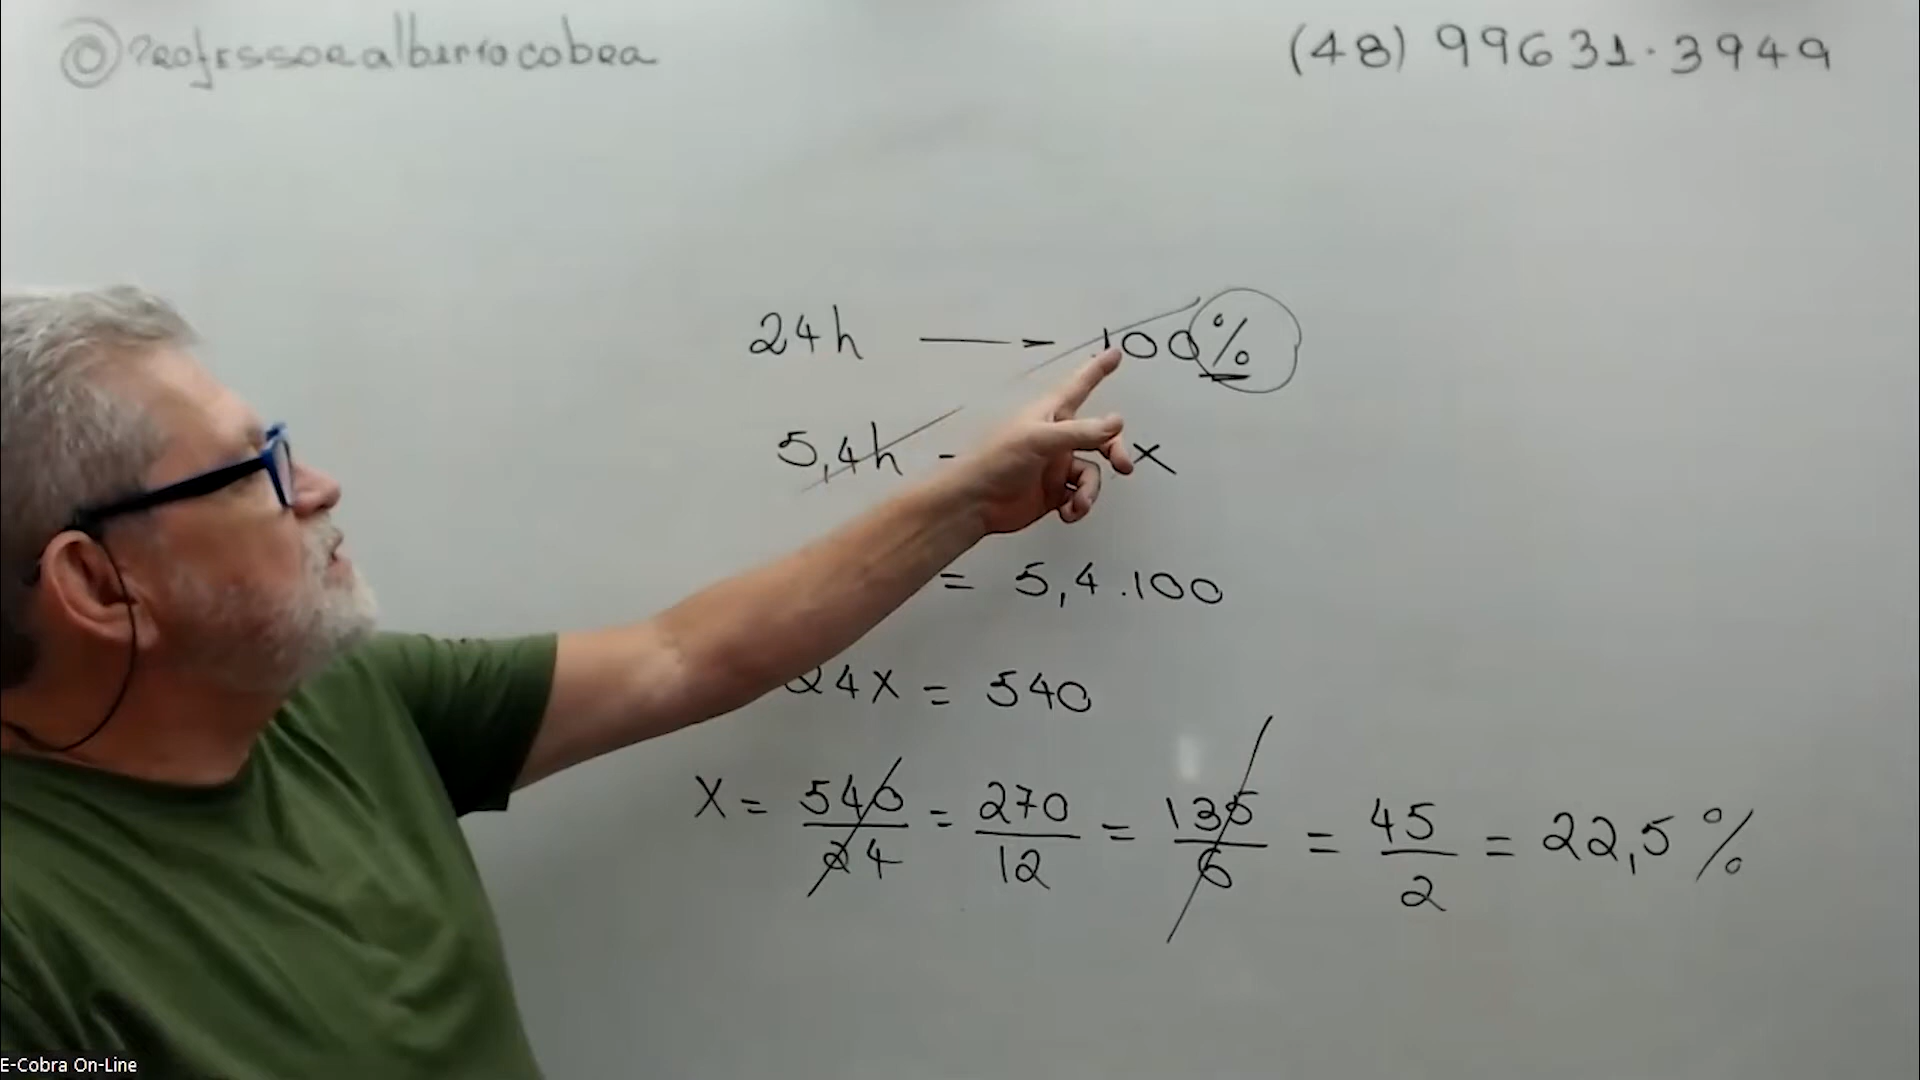 @professoralbertocobra (48) 99631.3949
24h —— 100%
5,4h - x
= 5,4.100
24x = 540
X = 540/24 = 270/12 = 135/6 = 45/2 = 22,5%
E-Cobra On-Line